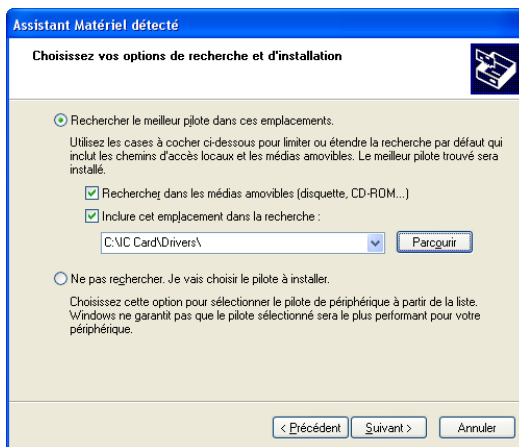 Assistant Matériel détecté
Choisissez vos options de recherche et d'installation
Rechercher le meilleur pilote dans ces emplacements.
Utilisez les cases à cocher ci-dessous pour limiter ou étendre la recherche par défaut qui
inclut les chemins d'accès locaux et les médias amovibles. Le meilleur pilote trouvé sera
installé.
Rechercher dans les médias amovibles (disquette, CD-ROM...)
Inclure cet emplacement dans la recherche :
C:\IC Card\Drivers\
Parcourir
Ne pas rechercher. Je vais choisir le pilote à installer.
Choisissez cette option pour sélectionner le pilote de périphérique à partir de la liste.
Windows ne garantit pas que le pilote sélectionné sera le plus performant pour votre
périphérique.
< Précédent Suivant > Annuler